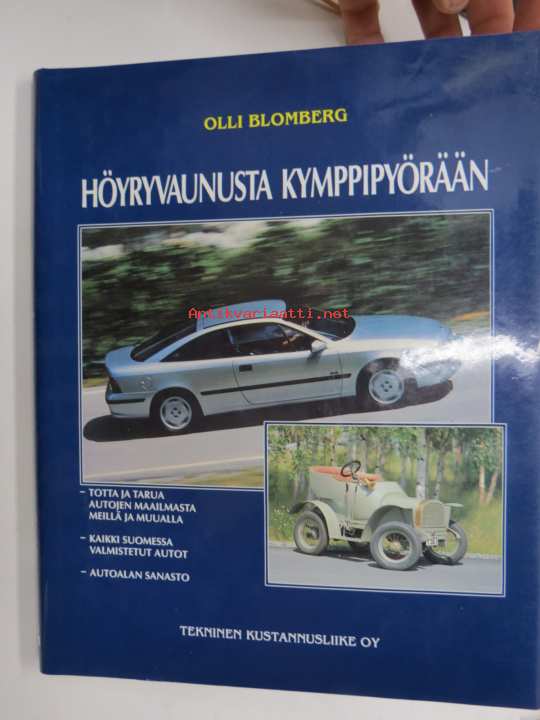 OLLI BLOMBERG
HÖYRYVAUNUSTA KYMPPIPYÖRÄÄN
Antikvariaatti.net
– TOTTA JA TARUA
AUTOJEN MAAILMASTA
MEILLÄ JA MUUALLA
– KAIKKI SUOMESSA
VALMISTETUT AUTOT
– AUTOALAN SANASTO
TEKNINEN KUSTANNUSLIIKE OY